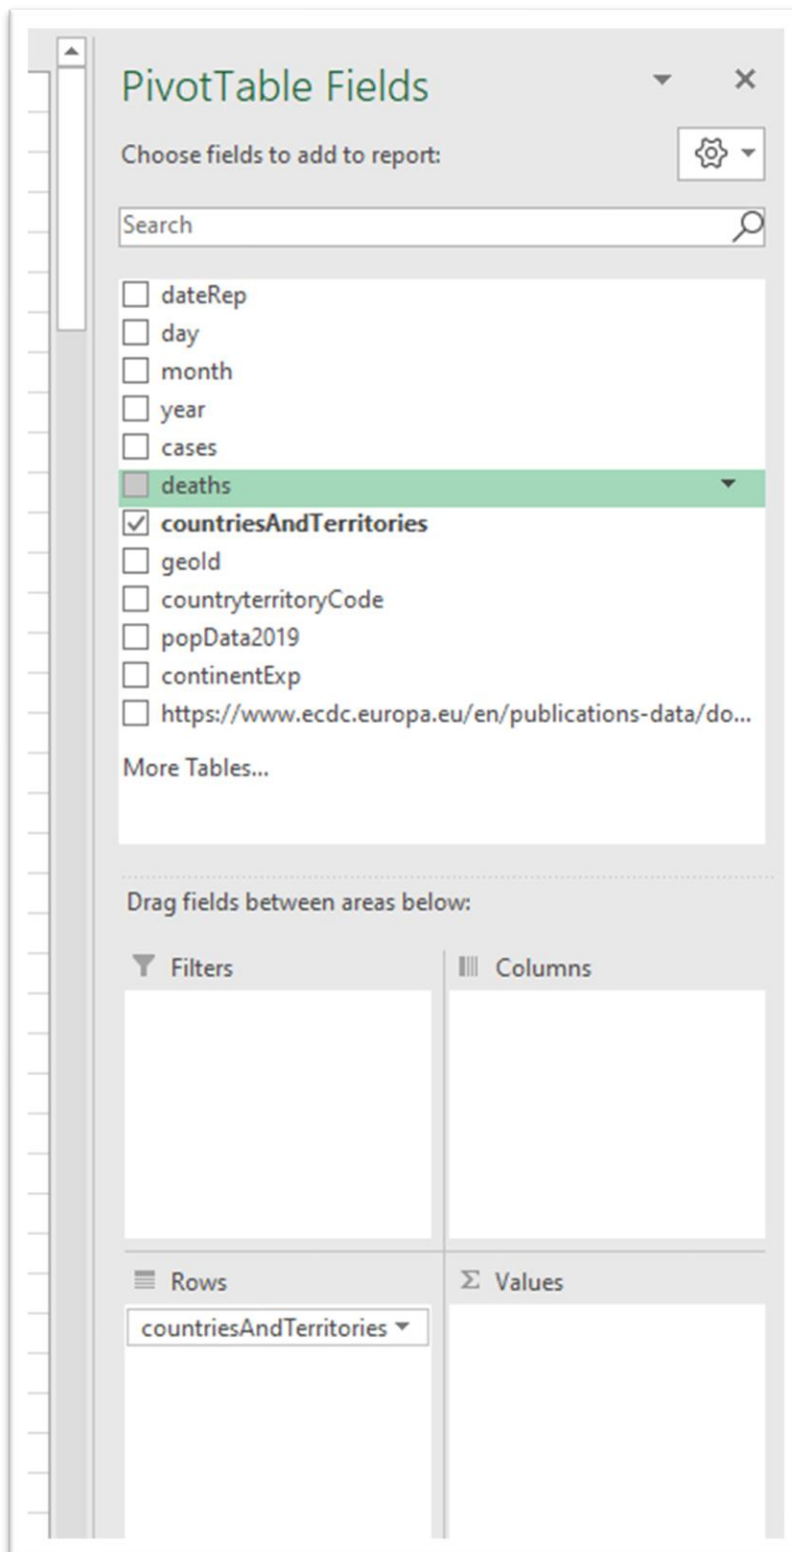 PivotTable Fields
Choose fields to add to report:
Search
dateRep
day
month
year
cases
deaths
countriesAndTerritories
geoId
countryterritoryCode
popData2019
continentExp
https://www.ecdc.europa.eu/en/publications-data/do...
More Tables...
Drag fields between areas below:
Filters
Columns
Rows
Σ Values
countriesAndTerritories